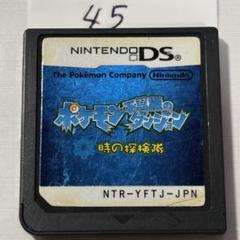 45
NINTENDO DS
The Pokémon Company Nintendo
ポケモン不思議のダンジョン
時の探検隊
NTR-YFTJ-JPN